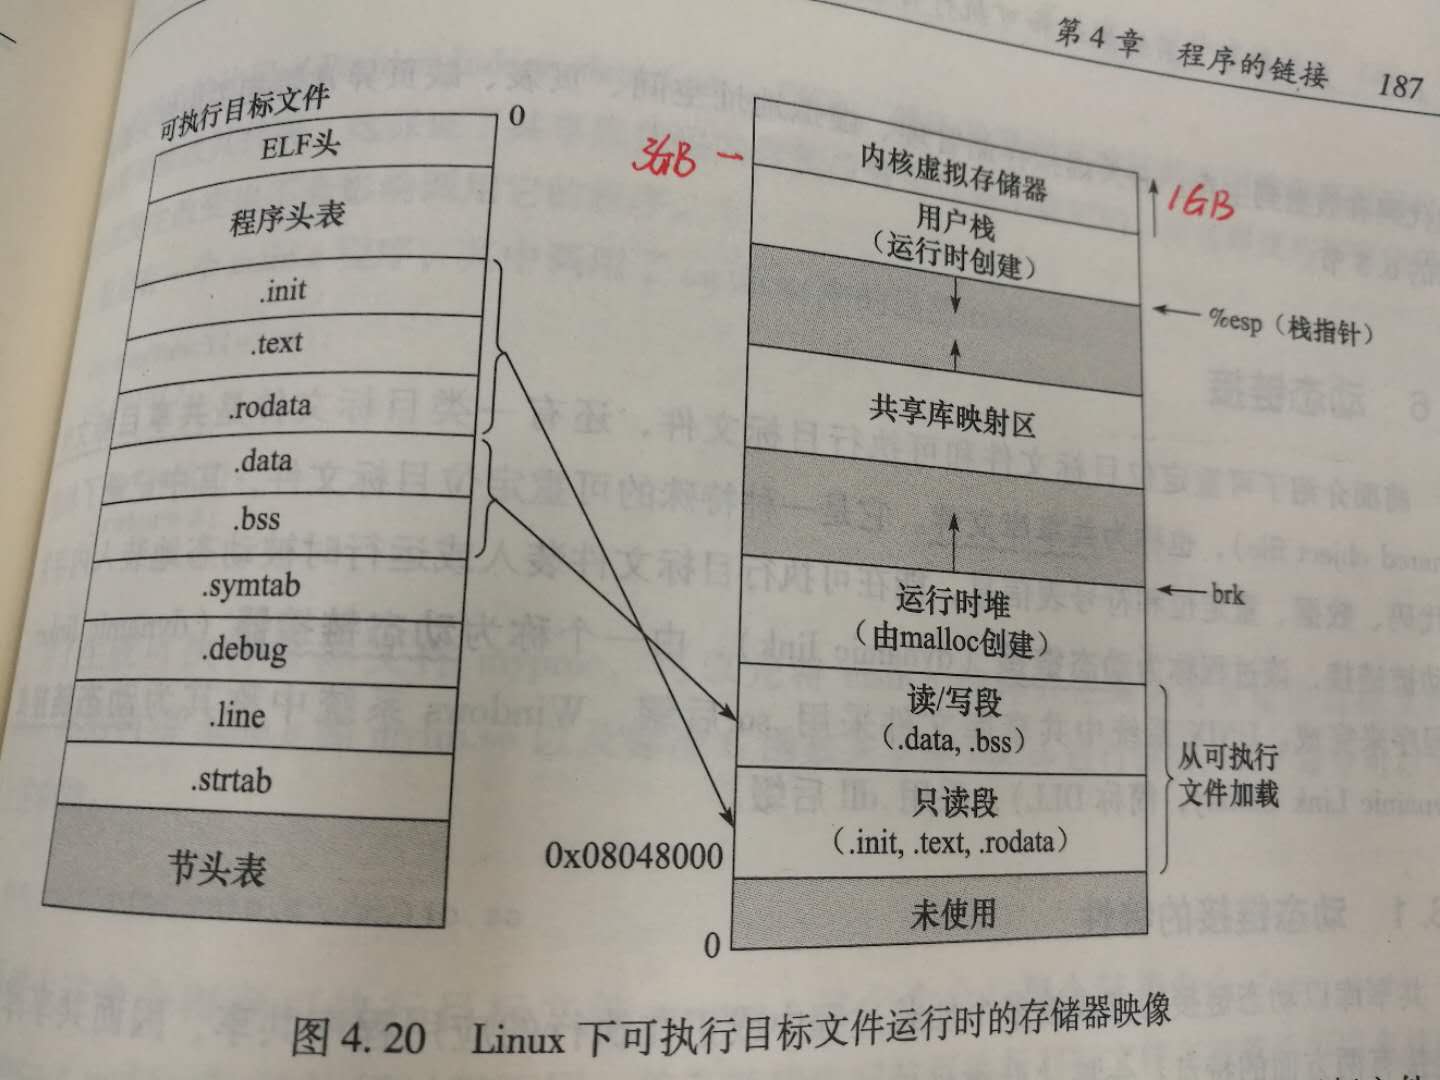 第4章 程序的链接 187
可执行目标文件
0
ELF头
程序头表
.init
.text
.rodata
.data
.bss
.symtab
.debug
.line
.strtab
节头表
3GB
内核虚拟存储器
1GB
用户栈
（运行时创建）
%esp（栈指针）
共享库映射区
brk
运行时堆
（由malloc创建）
读/写段
（.data, .bss）
从可执行
文件加载
只读段
（.init, .text, .rodata）
0x08048000
未使用
0
图 4. 20 Linux 下可执行目标文件运行时的存储器映像